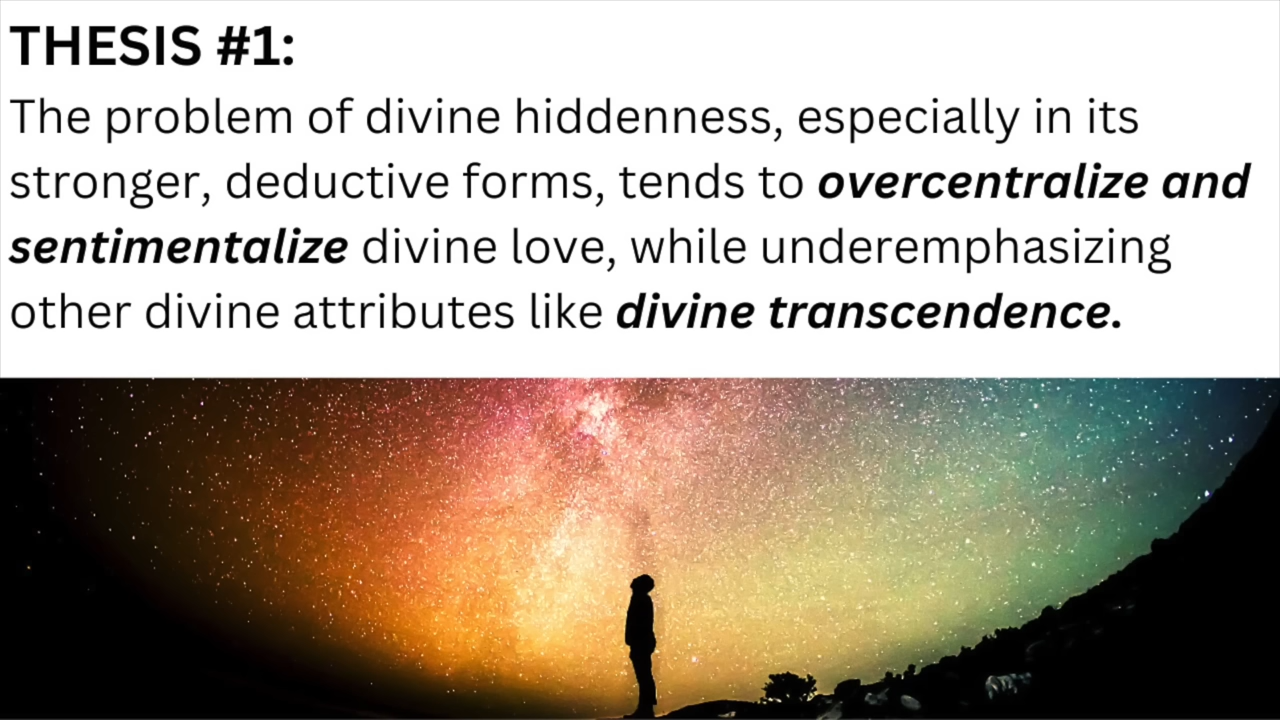 THESIS #1:
The problem of divine hiddenness, especially in its
stronger, deductive forms, tends to overcentralize and
sentimentalize divine love, while underemphasizing
other divine attributes like divine transcendence.